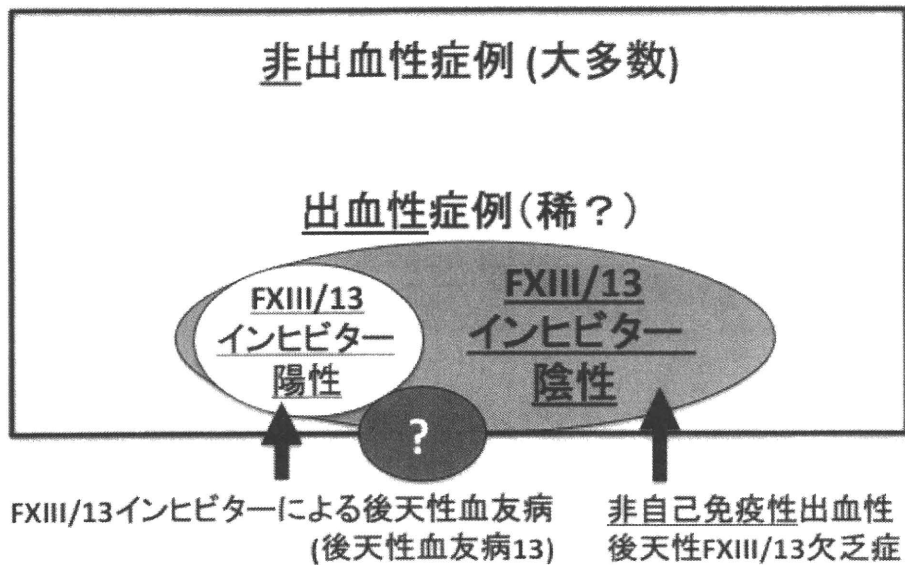 非出血性症例 (大多数)
出血性症例(稀？)
FXIII/13
インヒビター
陽性
FXIII/13
インヒビター
陰性
?
FXIII/13インヒビターによる後天性血友病
(後天性血友病13)
非自己免疫性出血性
後天性FXIII/13欠乏症